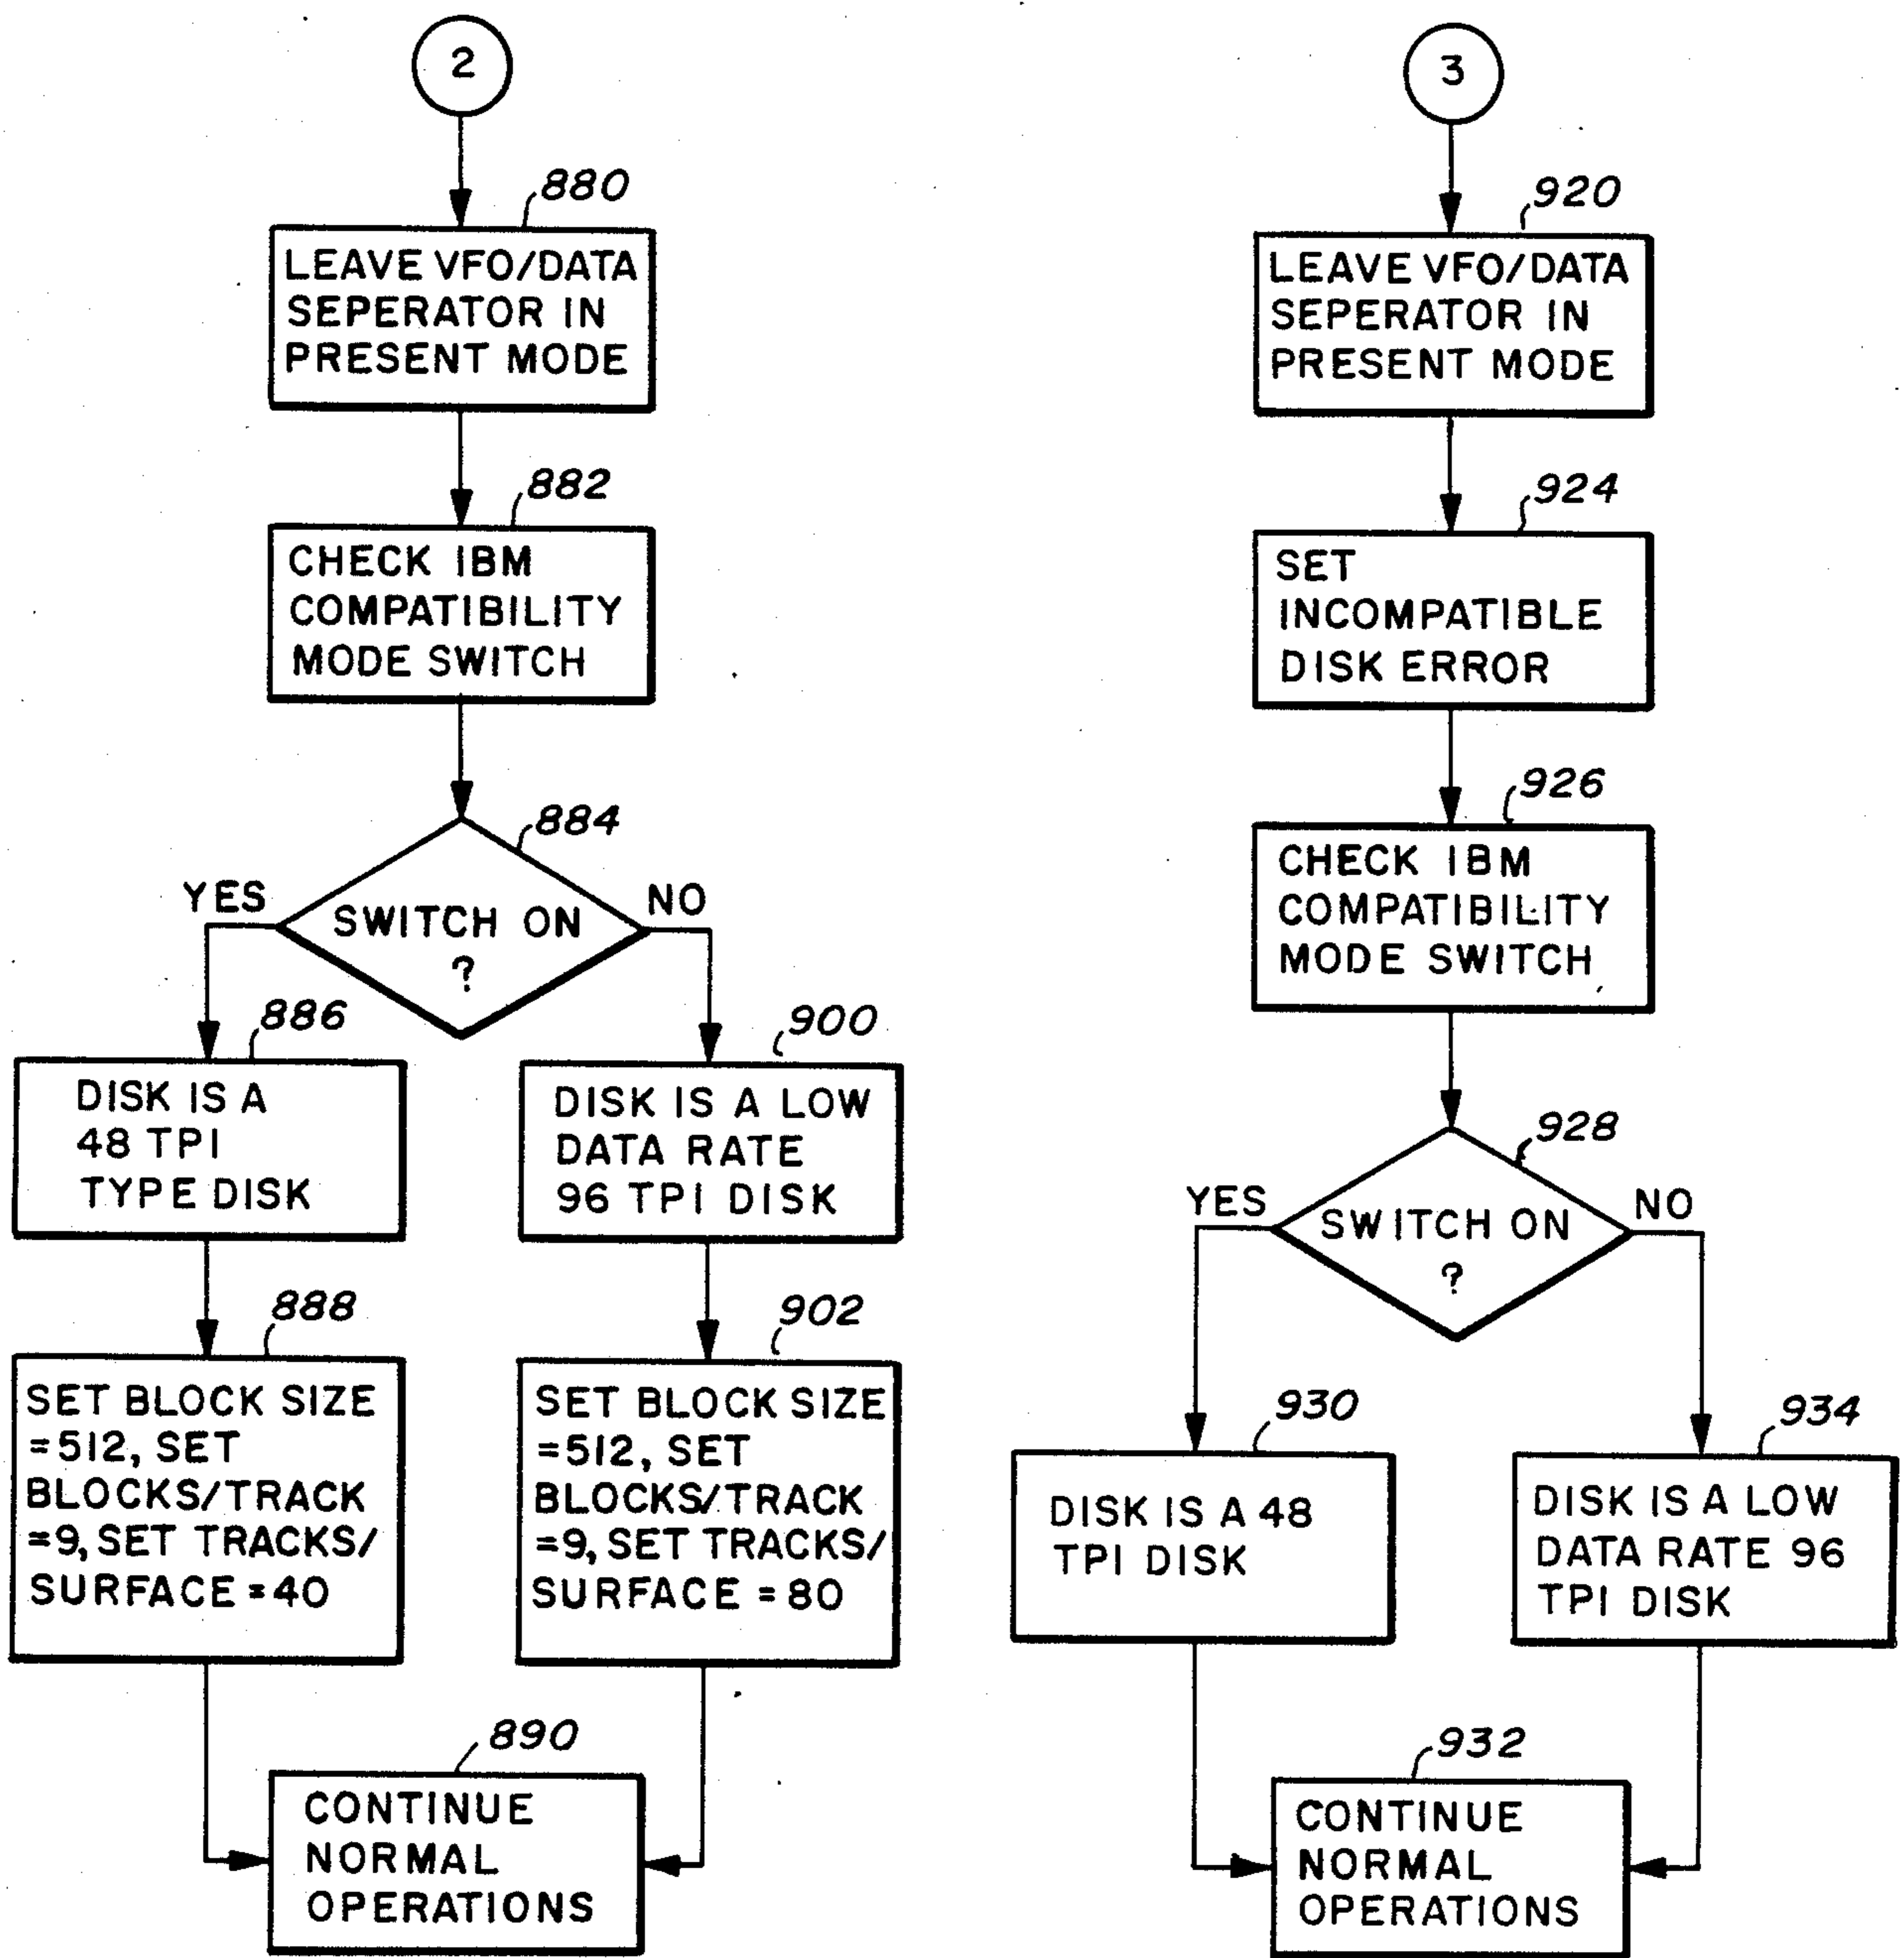 2
880
LEAVE VFO/DATA
SEPERATOR IN
PRESENT MODE
882
CHECK IBM
COMPATIBILITY
MODE SWITCH
884
YES
SWITCH ON
?
NO
886
DISK IS A
48 TPI
TYPE DISK
900
DISK IS A LOW
DATA RATE
96 TPI DISK
888
SET BLOCK SIZE
=512, SET
BLOCKS/TRACK
=9, SET TRACKS/
SURFACE =40
902
SET BLOCK SIZE
=512, SET
BLOCKS/TRACK
=9, SET TRACKS/
SURFACE = 80
890
CONTINUE
NORMAL
OPERATIONS
3
920
LEAVE VFO/DATA
SEPERATOR IN
PRESENT MODE
924
SET
INCOMPATIBLE
DISK ERROR
926
CHECK IBM
COMPATIBILITY
MODE SWITCH
928
YES
SWITCH ON
?
NO
930
DISK IS A 48
TPI DISK
934
DISK IS A LOW
DATA RATE 96
TPI DISK
932
CONTINUE
NORMAL
OPERATIONS